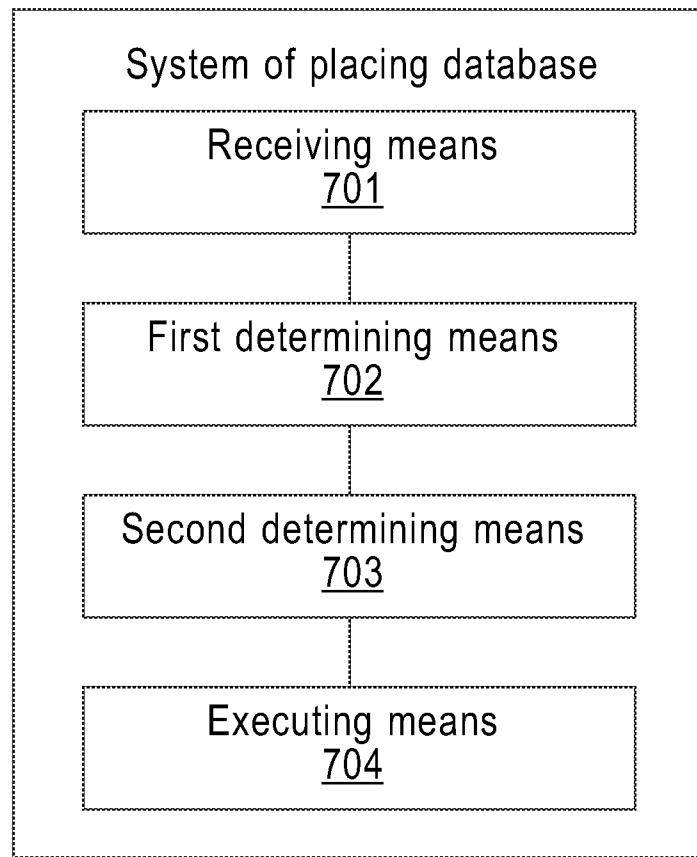 System of placing database
Receiving means
701
First determining means
702
Second determining means
703
Executing means
704